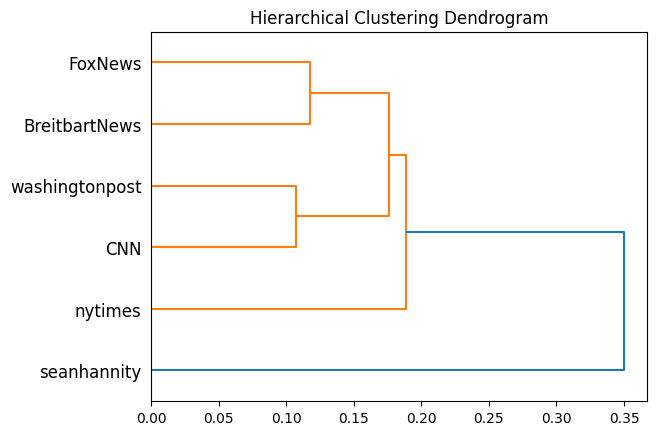 Hierarchical Clustering Dendrogram
FoxNews
BreitbartNews
washingtonpost
CNN
nytimes
seanhannity
0.00 0.05 0.10 0.15 0.20 0.25 0.30 0.35